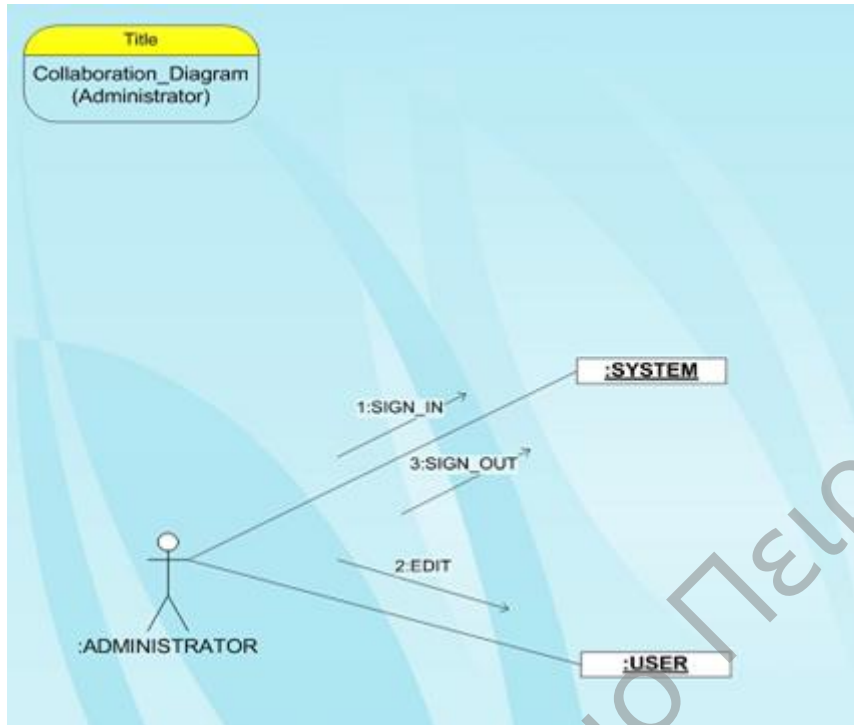 Title
Collaboration_Diagram
(Administrator)
:SYSTEM
1:SIGN_IN
3:SIGN_OUT
2:EDIT
:ADMINISTRATOR
:USER